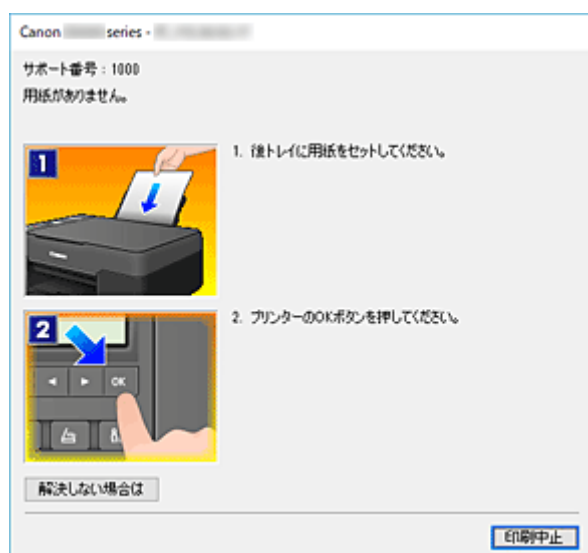 Canon series -
サポート番号：1000
用紙がありません。
1
1. 後トレイに用紙をセットしてください。
2
2. プリンターのOKボタンを押してください。
OK
解決しない場合は
印刷中止